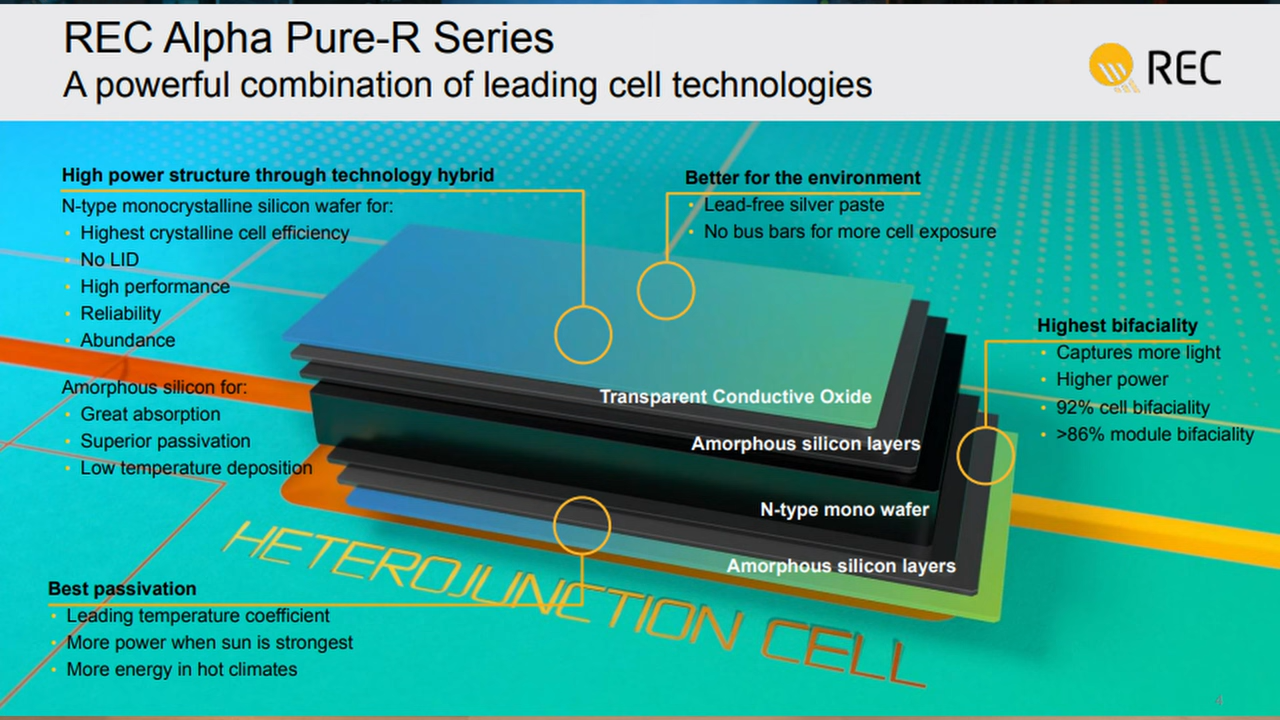 REC Alpha Pure-R Series
A powerful combination of leading cell technologies
REC
High power structure through technology hybrid
N-type monocrystalline silicon wafer for:
• Highest crystalline cell efficiency
• No LID
• High performance
• Reliability
• Abundance
Amorphous silicon for:
• Great absorption
• Superior passivation
• Low temperature deposition
Better for the environment
• Lead-free silver paste
• No bus bars for more cell exposure
Highest bifaciality
• Captures more light
• Higher power
• 92% cell bifaciality
• >86% module bifaciality
Transparent Conductive Oxide
Amorphous silicon layers
N-type mono wafer
Amorphous silicon layers
HETEROJUNCTION CELL
Best passivation
• Leading temperature coefficient
• More power when sun is strongest
• More energy in hot climates
4